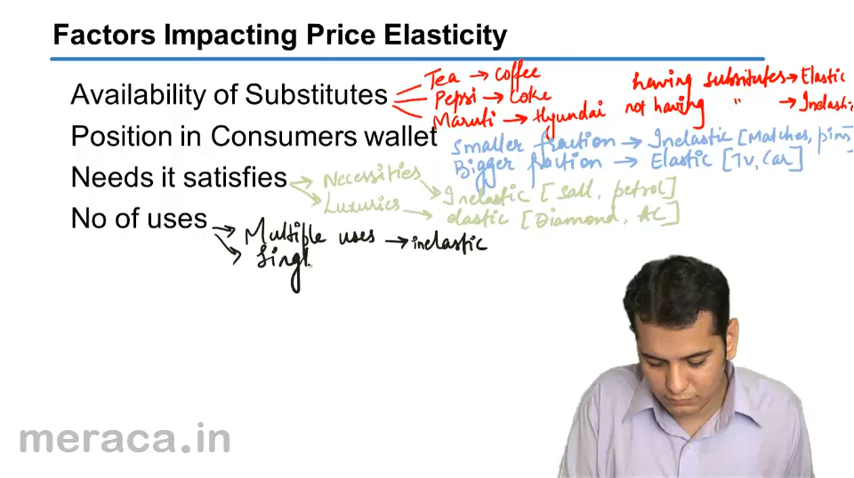 Factors Impacting Price Elasticity
Tea → Coffee having substitutes → Elastic
Availability of Substitutes Pepsi → Coke not having " → Inelastic
Maruti → Hyundai
Position in Consumers wallet Smaller fraction → Inelastic [Matches, pins]
Bigger fraction → Elastic [TV, Car]
Needs it satisfies Necessities → Inelastic [Salt, petrol]
Luxuries → elastic [Diamond, AC]
No of uses → Multiple uses → inelastic
→ Singl
meraca.in